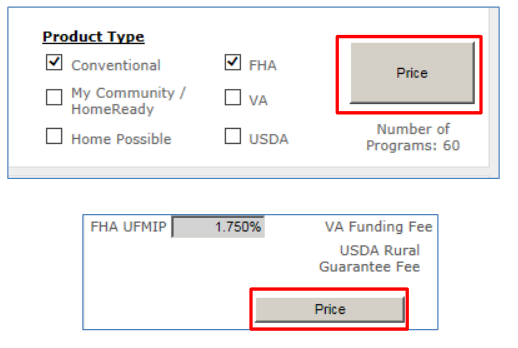 Product Type
Conventional
FHA
Price
My Community /
HomeReady
VA
Home Possible
USDA
Number of
Programs: 60
FHA UFMIP 1.750% VA Funding Fee
USDA Rural
Guarantee Fee
Price